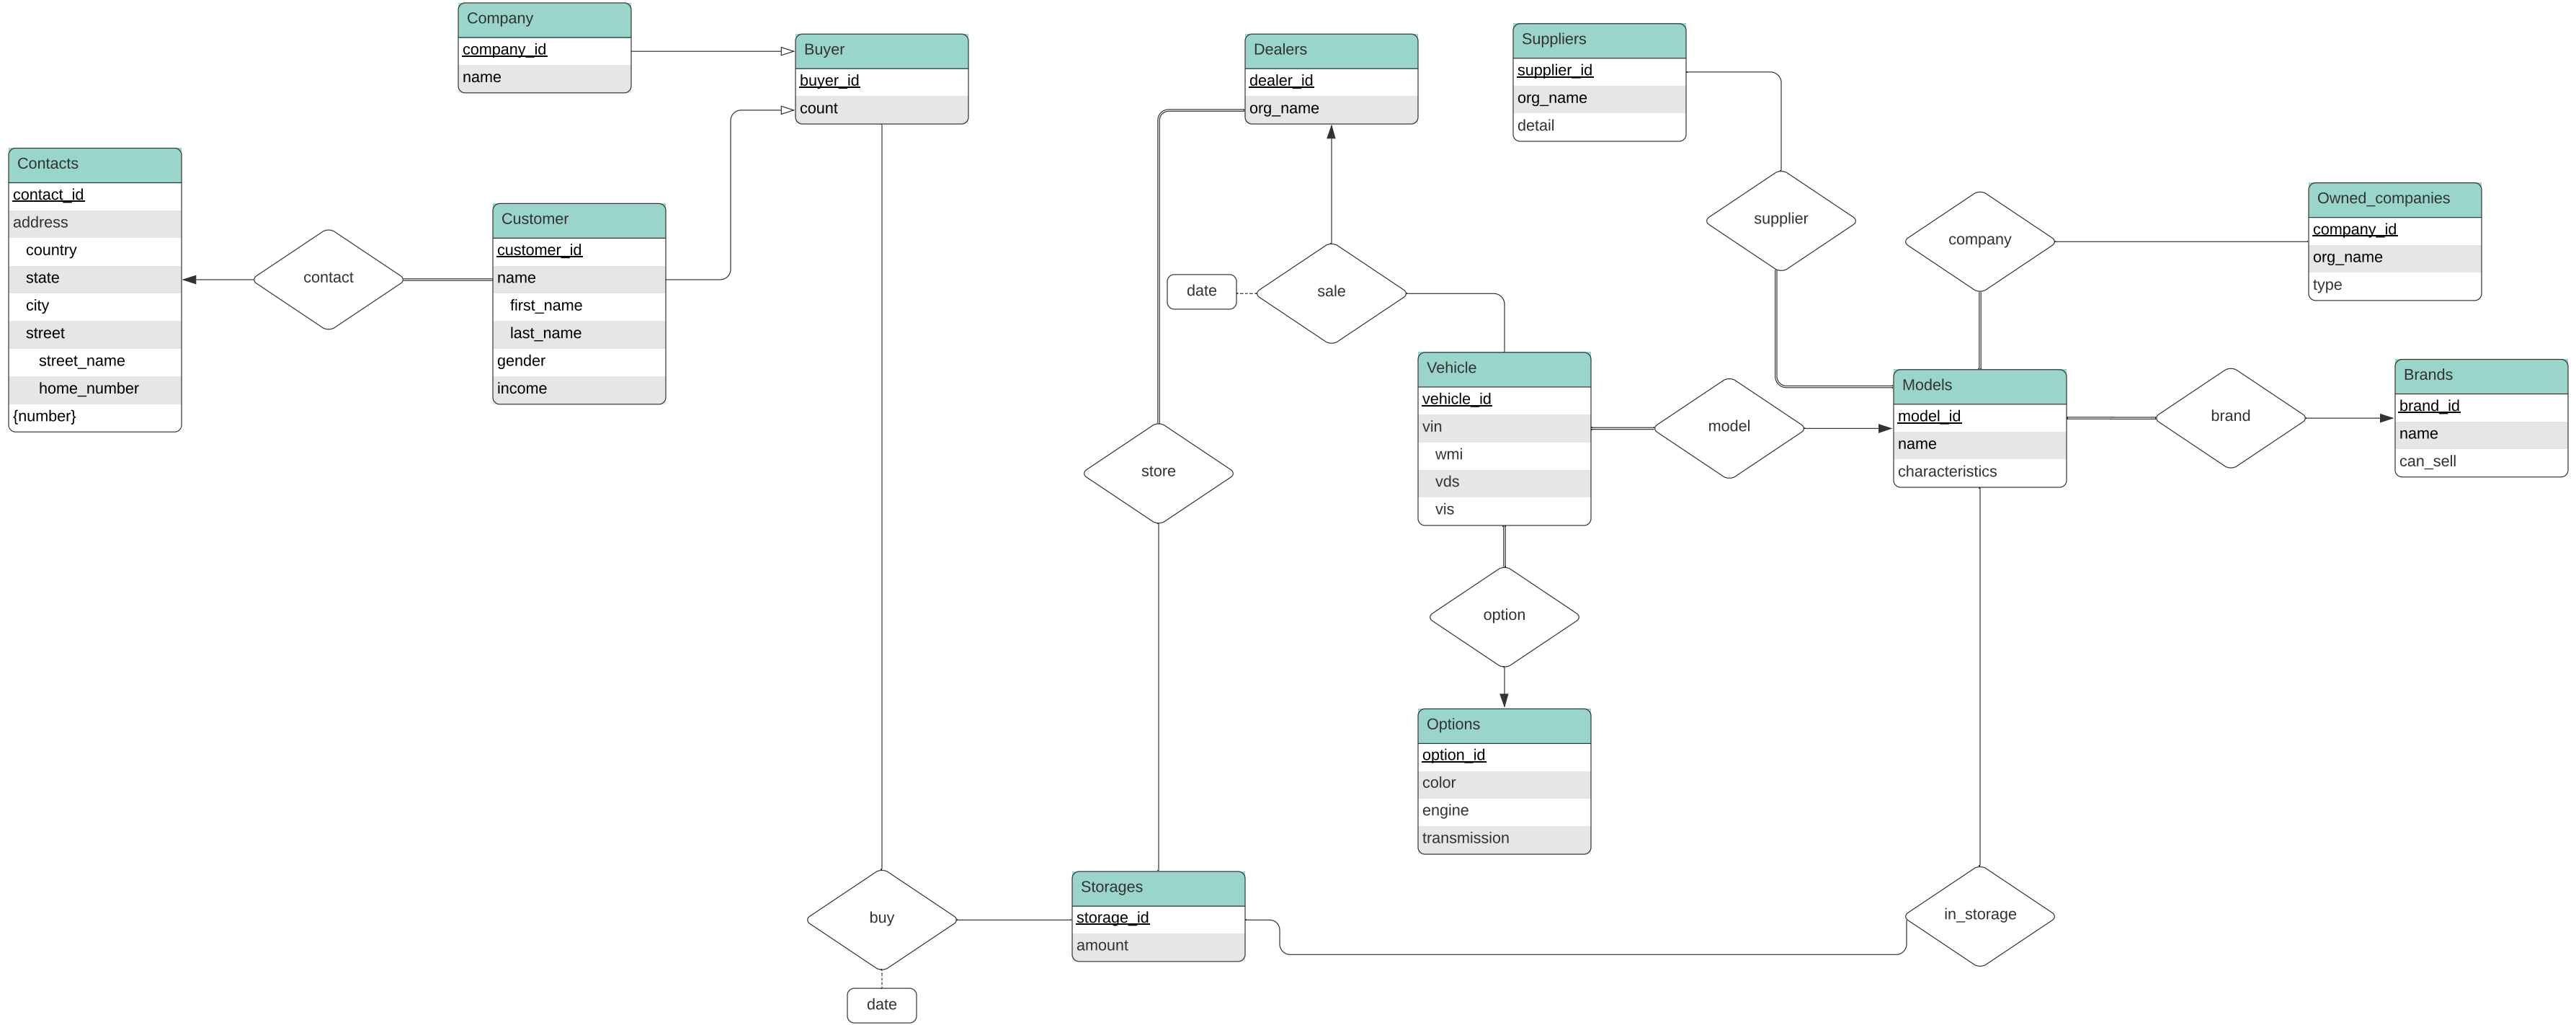 Company
company_id
name
Buyer
buyer_id
count
Dealers
dealer_id
org_name
Suppliers
supplier_id
org_name
detail
Contacts
contact_id
address
country
state
city
street
street_name
home_number
{number}
contact
Customer
customer_id
name
first_name
last_name
gender
income
date
sale
supplier
company
Owned_companies
company_id
org_name
type
store
Vehicle
vehicle_id
vin
wmi
vds
vis
model
Models
model_id
name
characteristics
brand
Brands
brand_id
name
can_sell
option
Options
option_id
color
engine
transmission
buy
date
Storages
storage_id
amount
in_storage